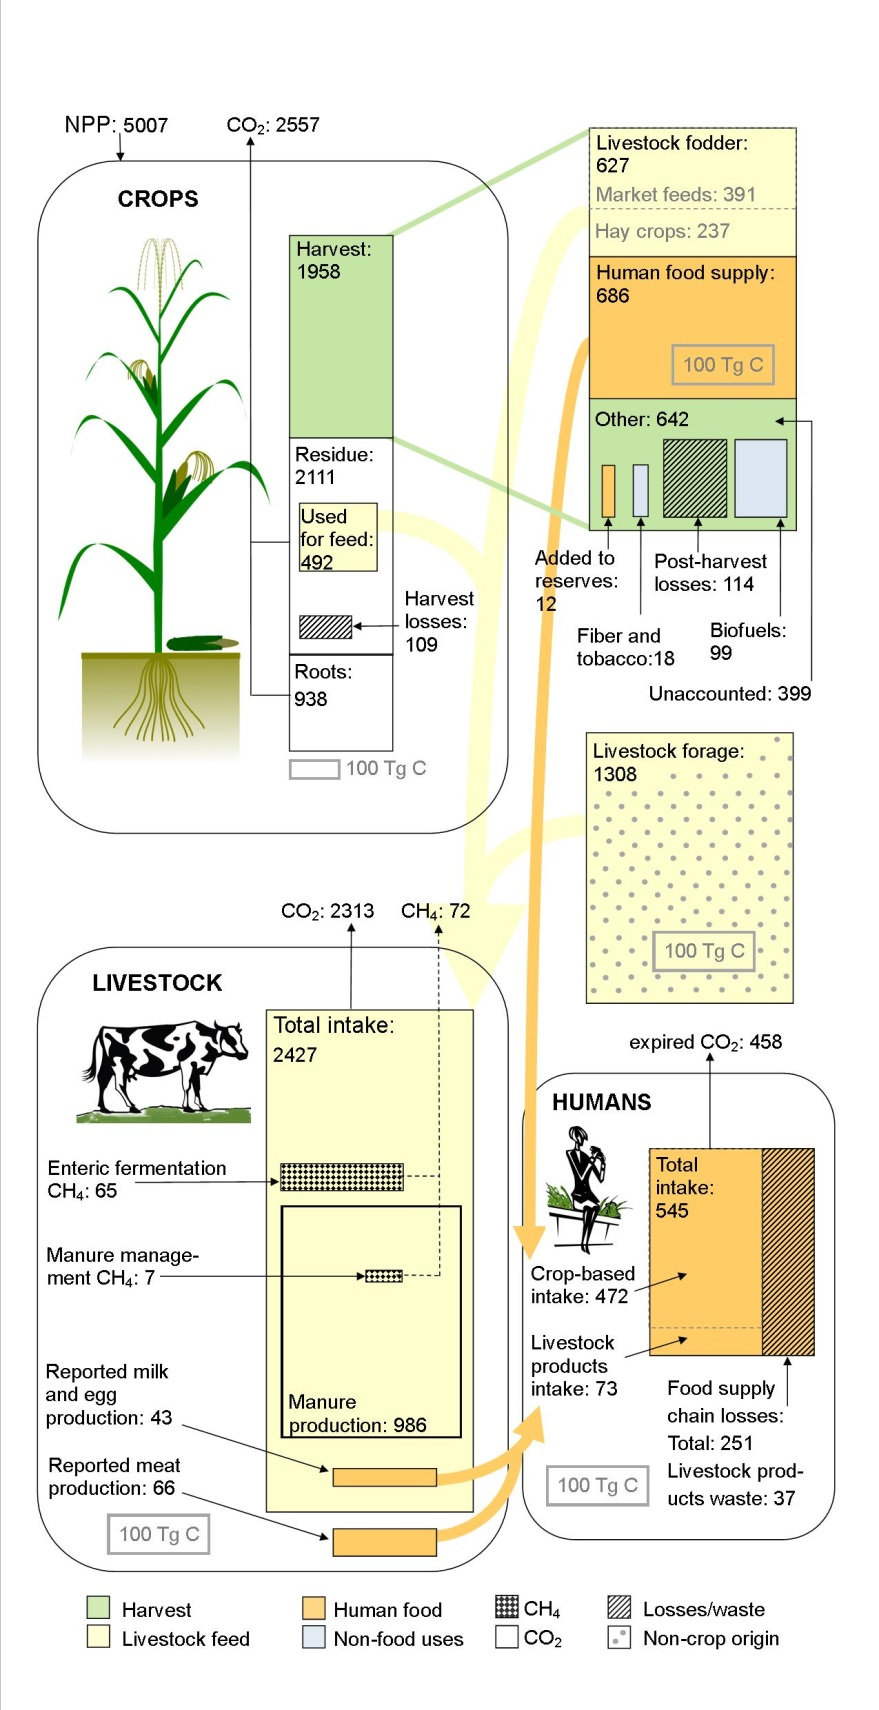 NPP: 5007
CO₂: 2557
CROPS
Harvest:
1958
Residue:
2111
Used
for feed:
492
Harvest
losses:
109
Roots:
938
100 Tg C
Livestock fodder:
627
Market feeds: 391
Hay crops: 237
Human food supply:
686
100 Tg C
Other: 642
Added to
reserves:
12
Post-harvest
losses: 114
Fiber and
tobacco:18
Biofuels:
99
Unaccounted: 399
Livestock forage:
1308
100 Tg C
CO₂: 2313
CH₄: 72
LIVESTOCK
Total intake:
2427
Enteric fermentation
CH₄: 65
Manure manage-
ment CH₄: 7
Manure
production: 986
Reported milk
and egg
production: 43
Reported meat
production: 66
100 Tg C
expired CO₂: 458
HUMANS
Total
intake:
545
Crop-based
intake: 472
Livestock
products
intake: 73
Food supply
chain losses:
Total: 251
Livestock prod-
ucts waste: 37
100 Tg C
Harvest
Human food
CH₄
Losses/waste
Livestock feed
Non-food uses
CO₂
Non-crop origin